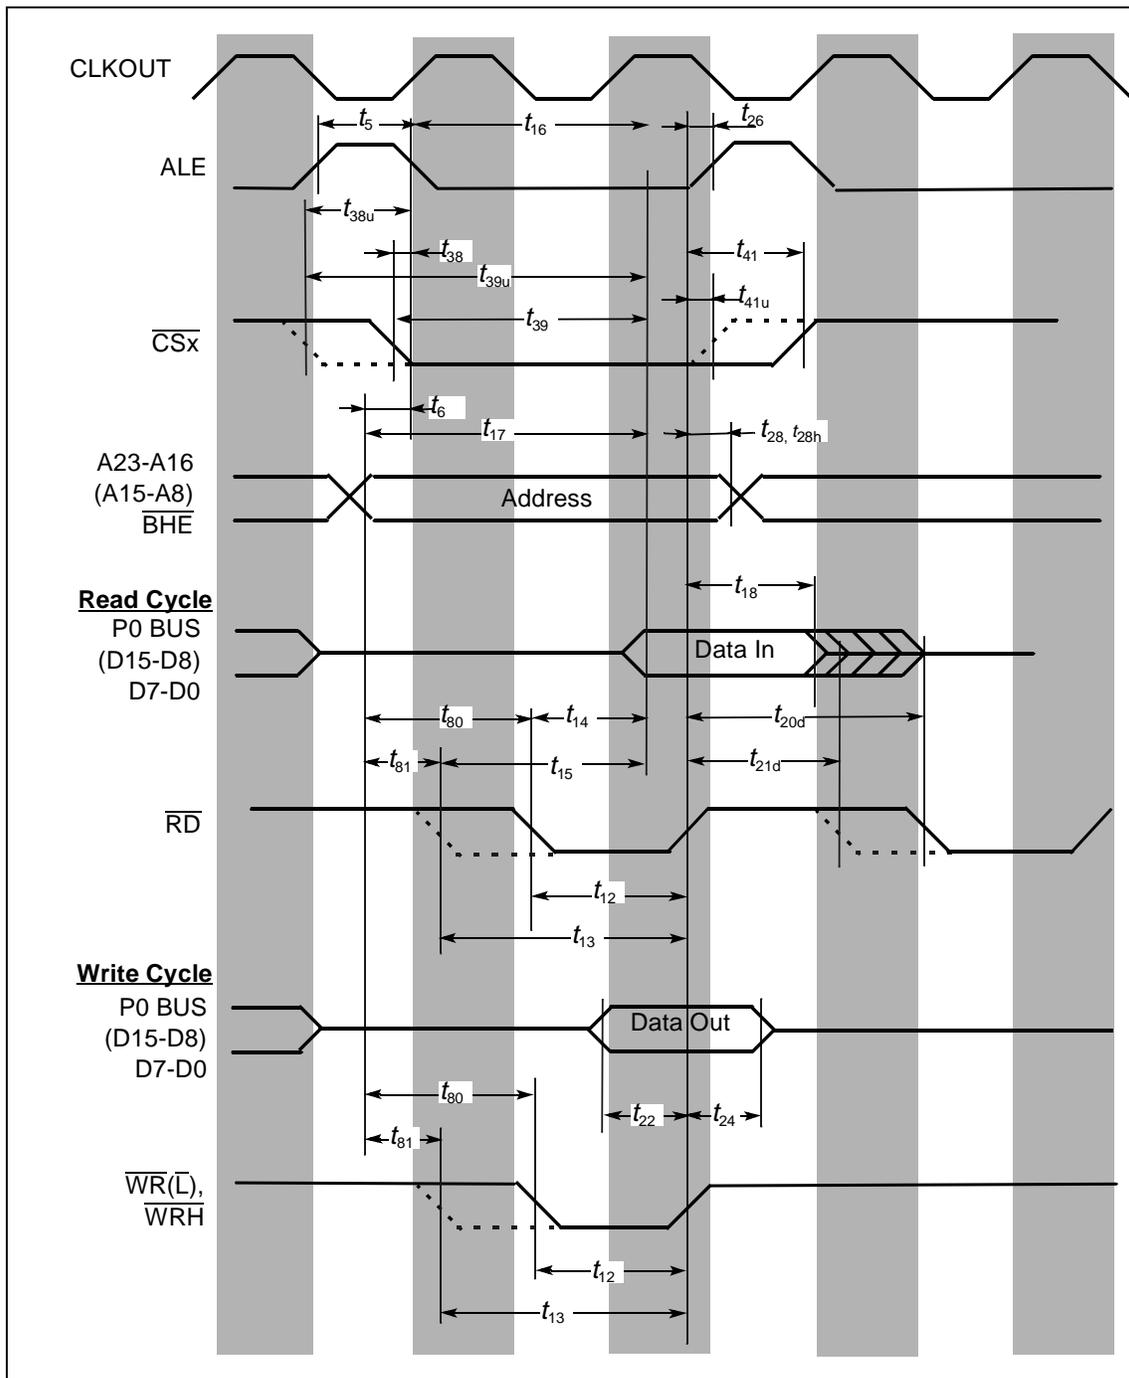 CLKOUT
t5
t16
t26
ALE
t38u
t38
t41
t39u
t41u
t39
CSx
t6
t17
t28, t28h
A23-A16
(A15-A8)
BHE
Address
t18
Read Cycle
P0 BUS
(D15-D8)
D7-D0
Data In
t80
t14
t20d
t81
t15
t21d
RD
t12
t13
Write Cycle
P0 BUS
(D15-D8)
D7-D0
Data Out
t80
t22
t24
t81
WR(L),
WRH
t12
t13